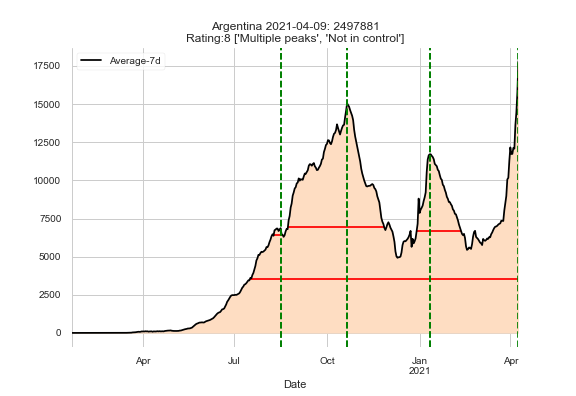 Argentina 2021-04-09: 2497881
Rating:8 ['Multiple peaks', 'Not in control']
Average-7d
17500
15000
12500
10000
7500
5000
2500
0
Apr
Jul
Oct
Jan
2021
Apr
Date